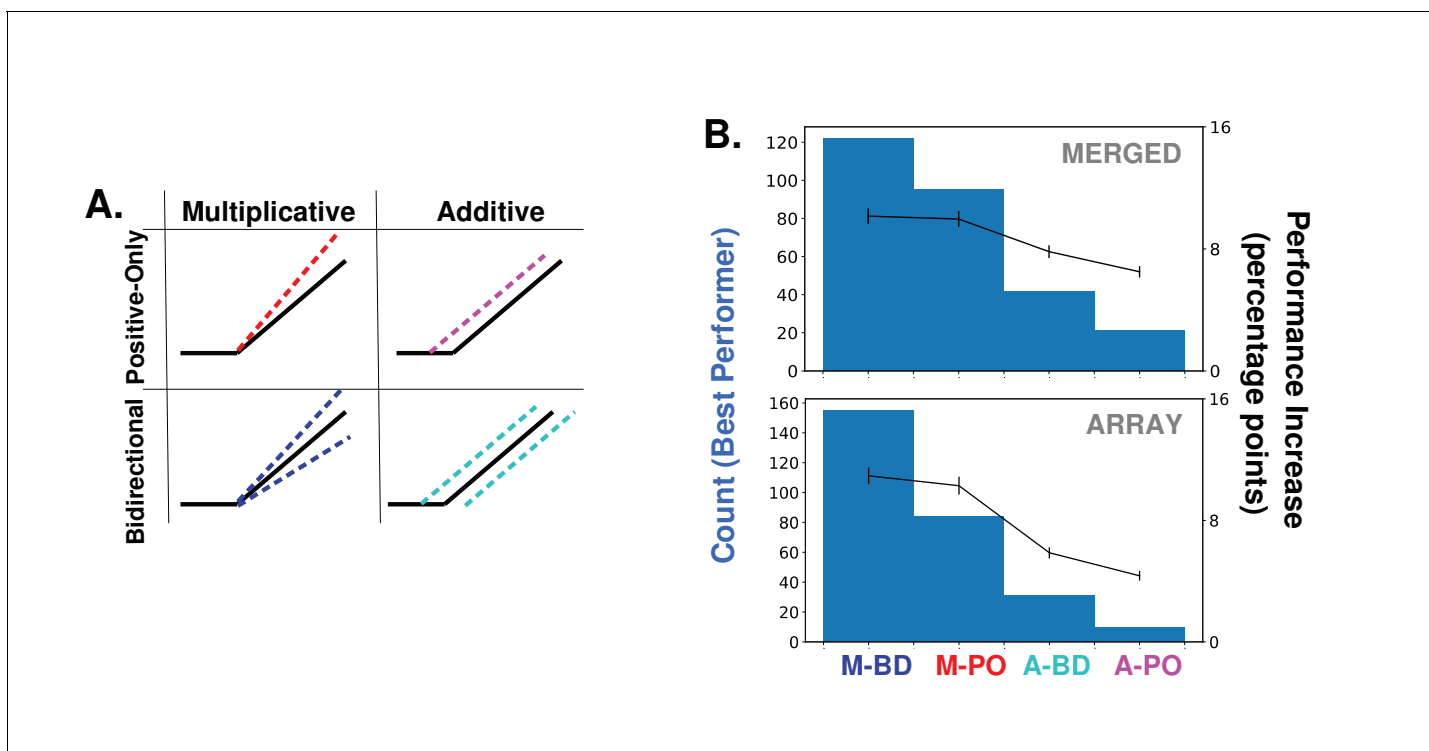 A.
Multiplicative
Additive
Positive-Only
Bidirectional
B.
Count (Best Performer)
MERGED
120
100
80
60
40
20
0
16
8
0
ARRAY
160
140
120
100
80
60
40
20
0
16
8
0
Performance Increase
(percentage points)
M-BD
M-PO
A-BD
A-PO